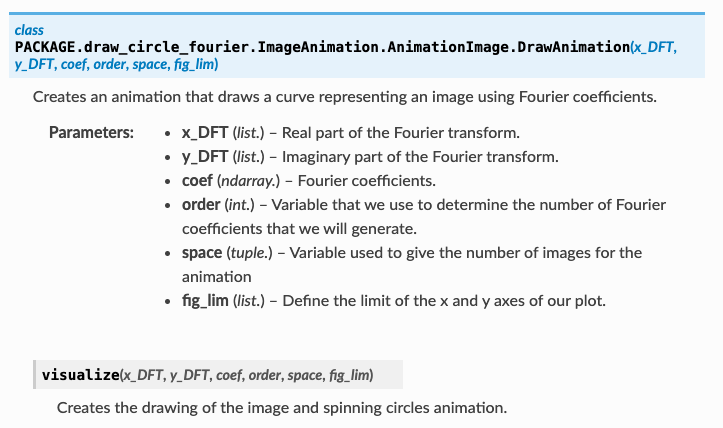 class
PACKAGE.draw_circle_fourier.ImageAnimation.AnimationImage.DrawAnimation(x_DFT,
y_DFT, coef, order, space, fig_lim)
Creates an animation that draws a curve representing an image using Fourier coefficients.
Parameters:
• x_DFT (list.) – Real part of the Fourier transform.
• y_DFT (list.) – Imaginary part of the Fourier transform.
• coef (ndarray.) – Fourier coefficients.
• order (int.) – Variable that we use to determine the number of Fourier
coefficients that we will generate.
• space (tuple.) – Variable used to give the number of images for the
animation
• fig_lim (list.) – Define the limit of the x and y axes of our plot.
visualize(x_DFT, y_DFT, coef, order, space, fig_lim)
Creates the drawing of the image and spinning circles animation.